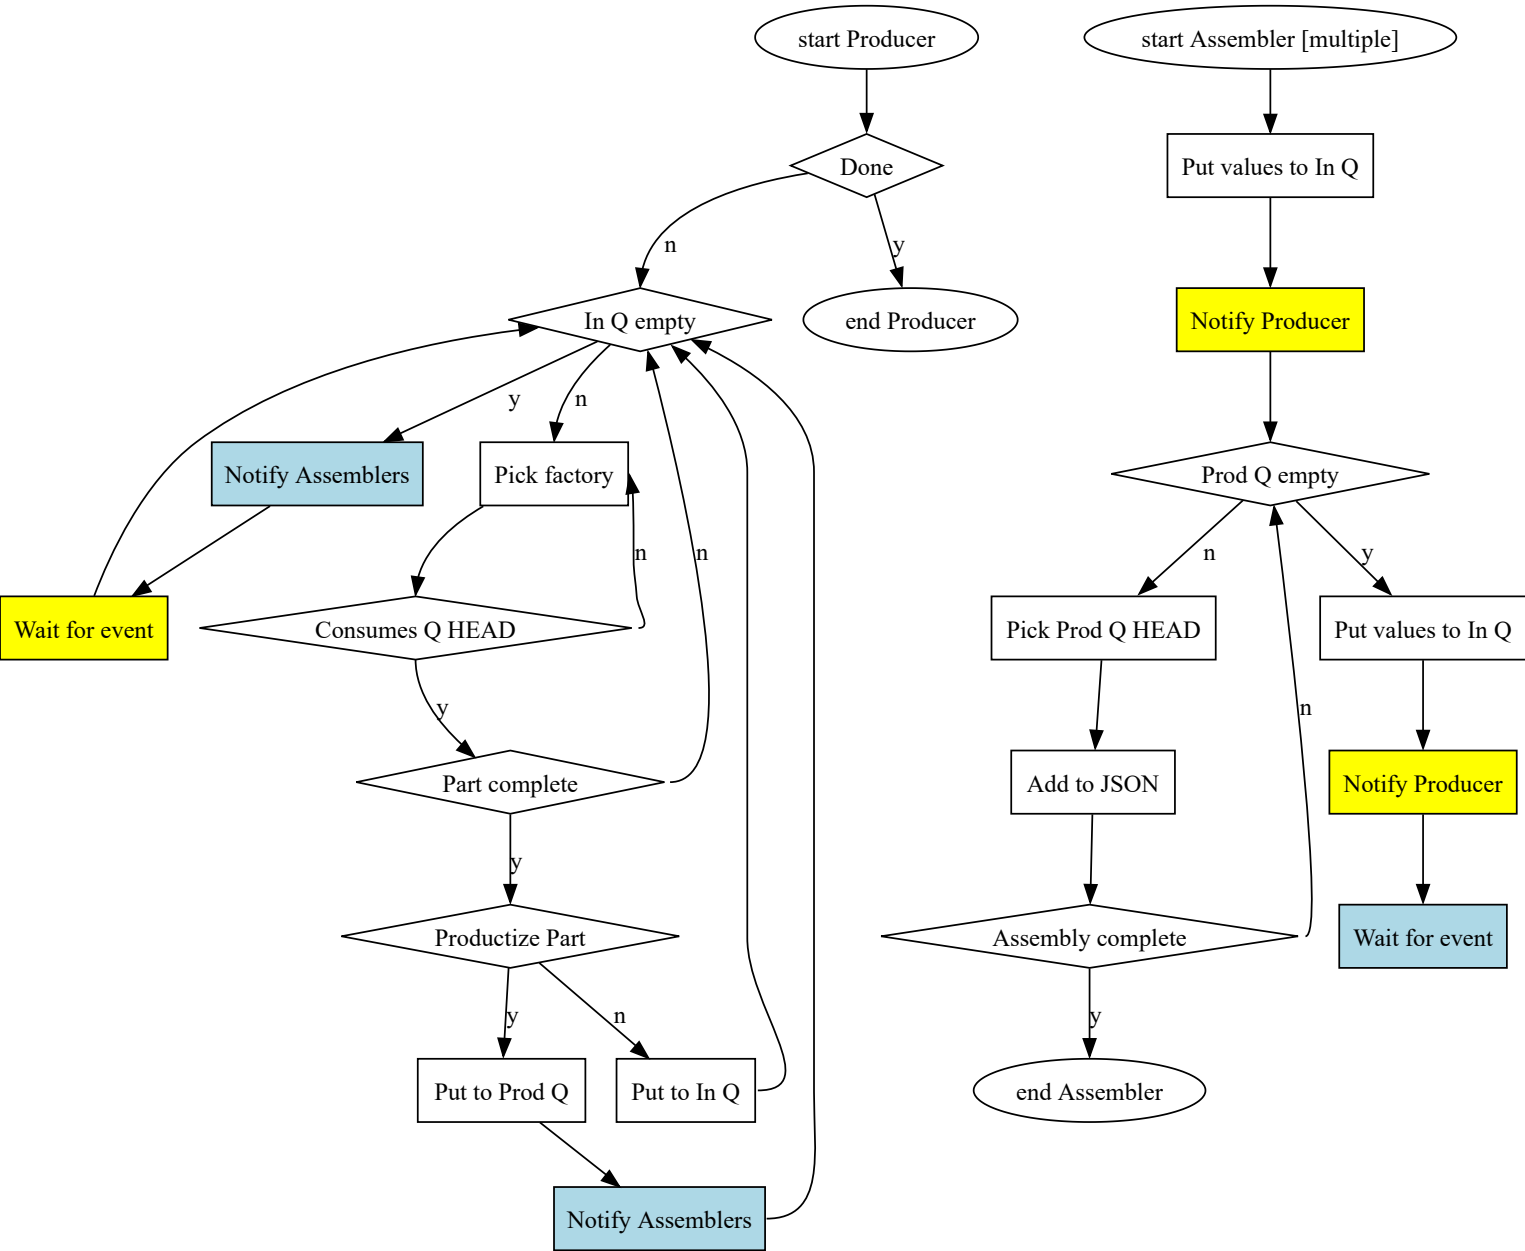 start Producer
start Assembler [multiple]
Done
Put values to In Q
n
y
In Q empty
end Producer
Notify Producer
y
n
Notify Assemblers
Pick factory
Prod Q empty
n
n
n
y
Wait for event
Consumes Q HEAD
Pick Prod Q HEAD
Put values to In Q
y
n
Part complete
Add to JSON
Notify Producer
y
Productize Part
Assembly complete
Wait for event
y
n
y
Put to Prod Q
Put to In Q
end Assembler
Notify Assemblers